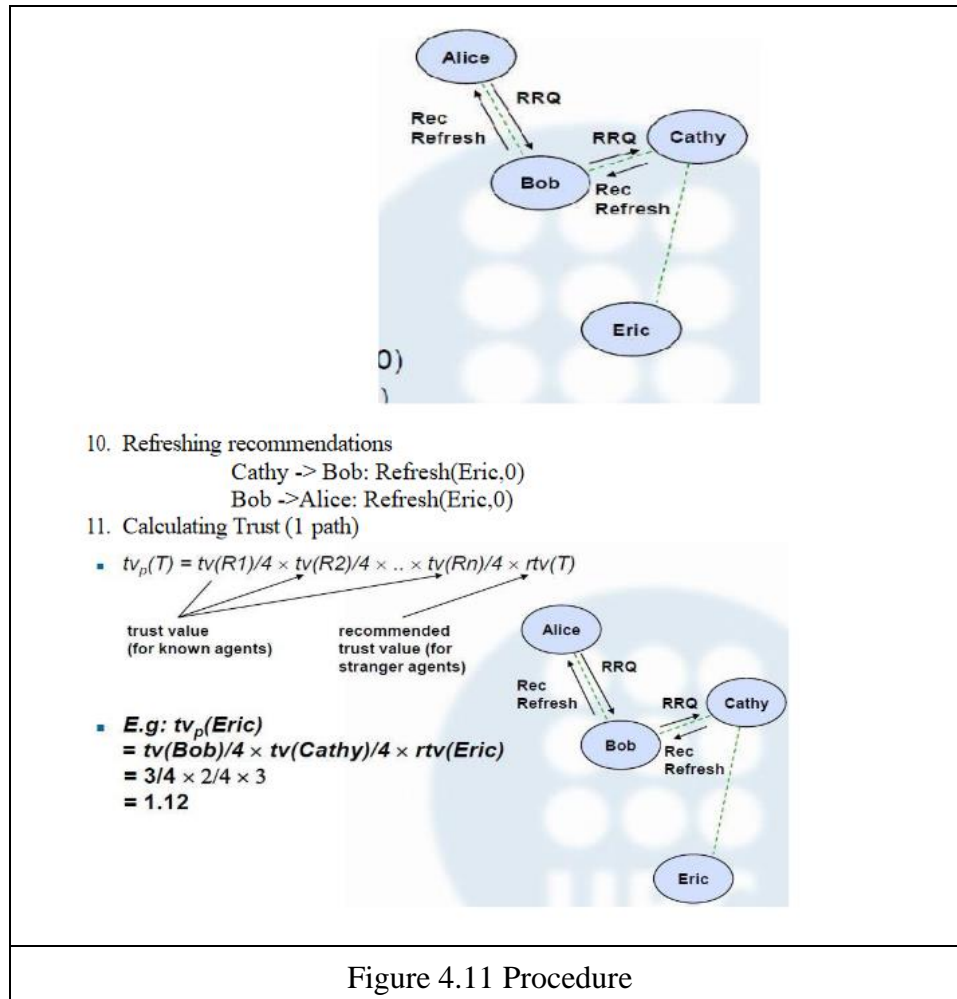 Alice
RRQ
Rec
Refresh
RRQ
Cathy
Bob
Rec
Refresh
Eric
0)
)
10. Refreshing recommendations
Cathy -> Bob: Refresh(Eric,0)
Bob ->Alice: Refresh(Eric,0)
11. Calculating Trust (1 path)
▪ tvp(T) = tv(R1)/4 × tv(R2)/4 × .. × tv(Rn)/4 × rtv(T)
trust value
(for known agents)
recommended
trust value (for
stranger agents)
Alice
RRQ
Rec
Refresh
RRQ
Cathy
Bob
Rec
Refresh
Eric
▪ E.g: tvp(Eric)
= tv(Bob)/4 × tv(Cathy)/4 × rtv(Eric)
= 3/4 × 2/4 × 3
= 1.12
Figure 4.11 Procedure